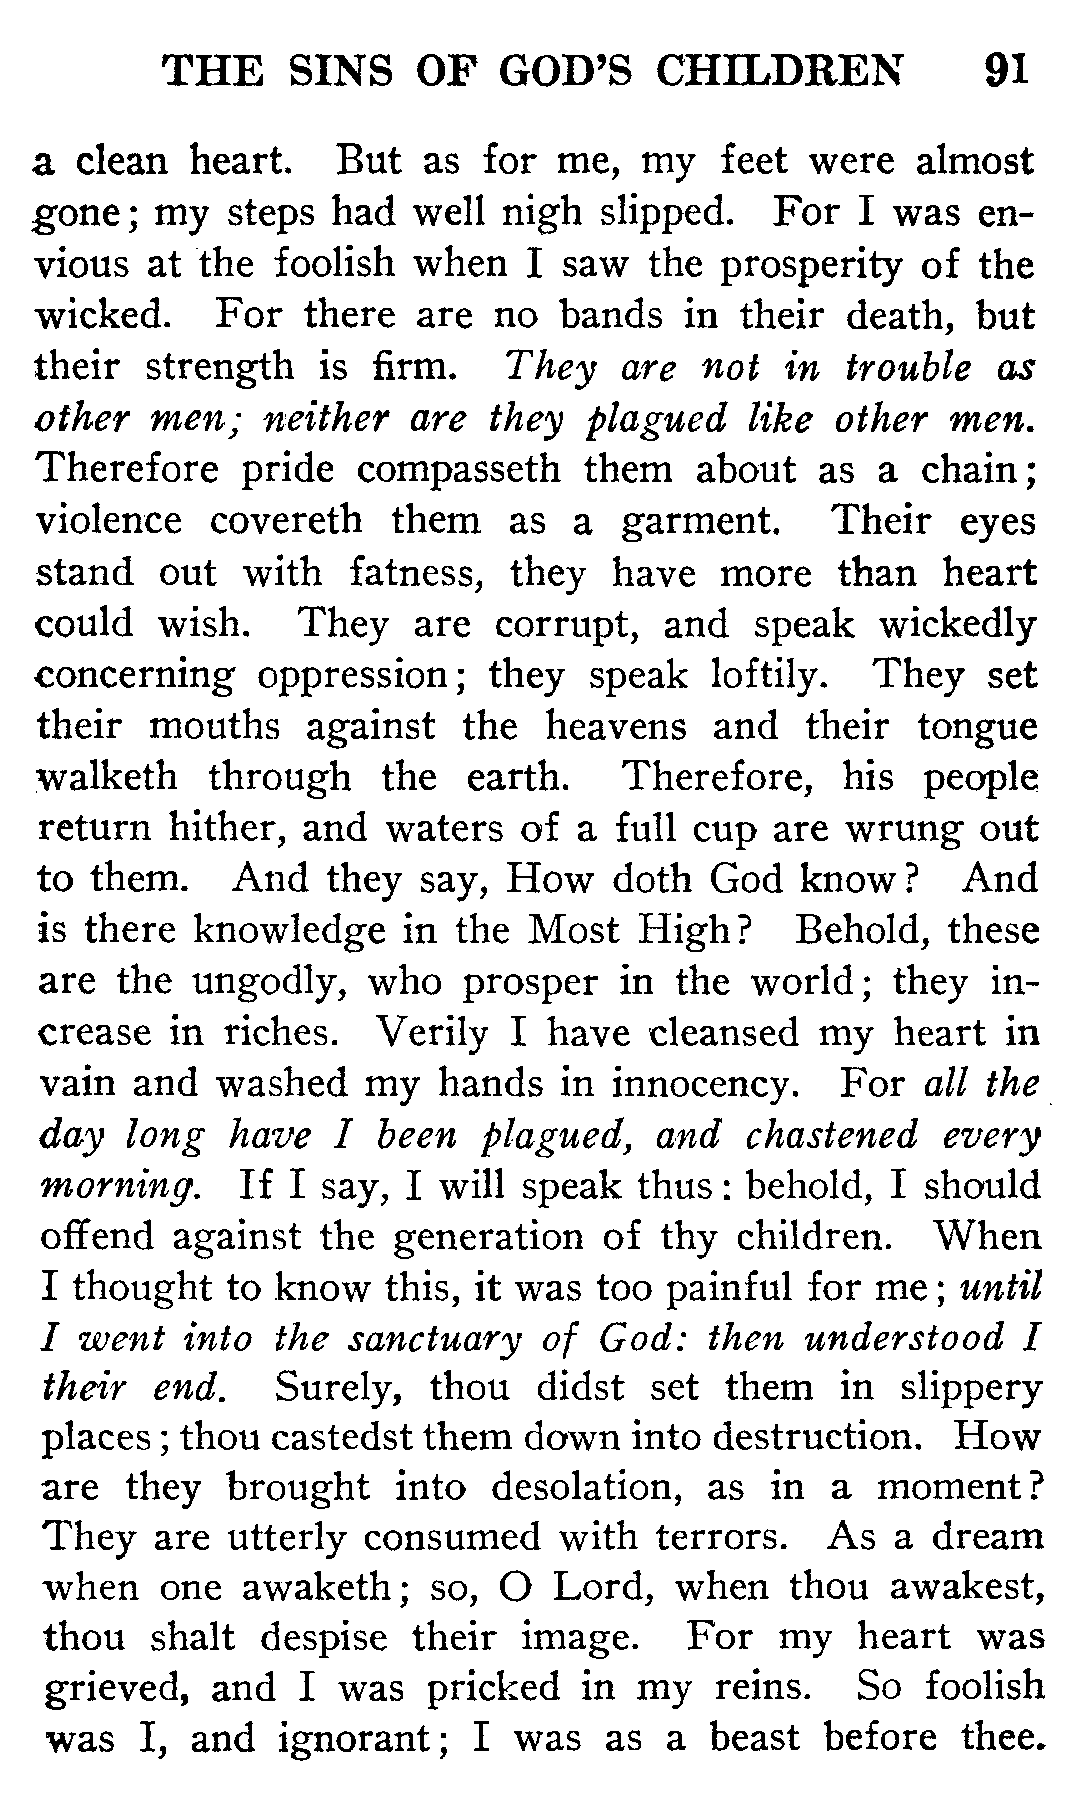 THE SINS OF GOD'S CHILDREN 91
a clean heart. But as for me, my feet were almost
gone; my steps had well nigh slipped. For I was en-
vious at the foolish when I saw the prosperity of the
wicked. For there are no bands in their death, but
their strength is firm. They are not in trouble as
other men; neither are they plagued like other men.
Therefore pride compasseth them about as a chain;
violence covereth them as a garment. Their eyes
stand out with fatness, they have more than heart
could wish. They are corrupt, and speak wickedly
concerning oppression; they speak loftily. They set
their mouths against the heavens and their tongue
walketh through the earth. Therefore, his people
return hither, and waters of a full cup are wrung out
to them. And they say, How doth God know? And
is there knowledge in the Most High? Behold, these
are the ungodly, who prosper in the world; they in-
crease in riches. Verily I have cleansed my heart in
vain and washed my hands in innocency. For all the
day long have I been plagued, and chastened every
morning. If I say, I will speak thus: behold, I should
offend against the generation of thy children. When
I thought to know this, it was too painful for me; until
I went into the sanctuary of God: then understood I
their end. Surely, thou didst set them in slippery
places; thou castedst them down into destruction. How
are they brought into desolation, as in a moment?
They are utterly consumed with terrors. As a dream
when one awaketh; so, O Lord, when thou awakest,
thou shalt despise their image. For my heart was
grieved, and I was pricked in my reins. So foolish
was I, and ignorant; I was as a beast before thee.